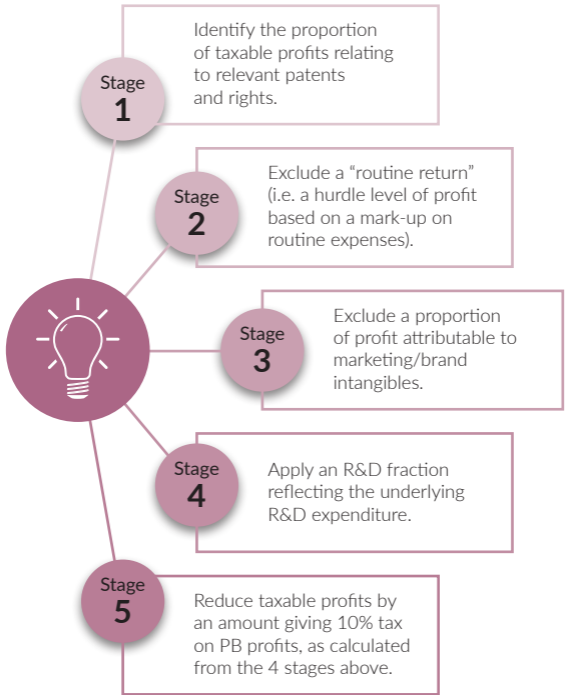 Stage
1
Identify the proportion
of taxable profits relating
to relevant patents
and rights.
Stage
2
Exclude a “routine return”
(i.e. a hurdle level of profit
based on a mark-up on
routine expenses).
Stage
3
Exclude a proportion
of profit attributable to
marketing/brand
intangibles.
Stage
4
Apply an R&D fraction
reflecting the underlying
R&D expenditure.
Stage
5
Reduce taxable profits by
an amount giving 10% tax
on PB profits, as calculated
from the 4 stages above.